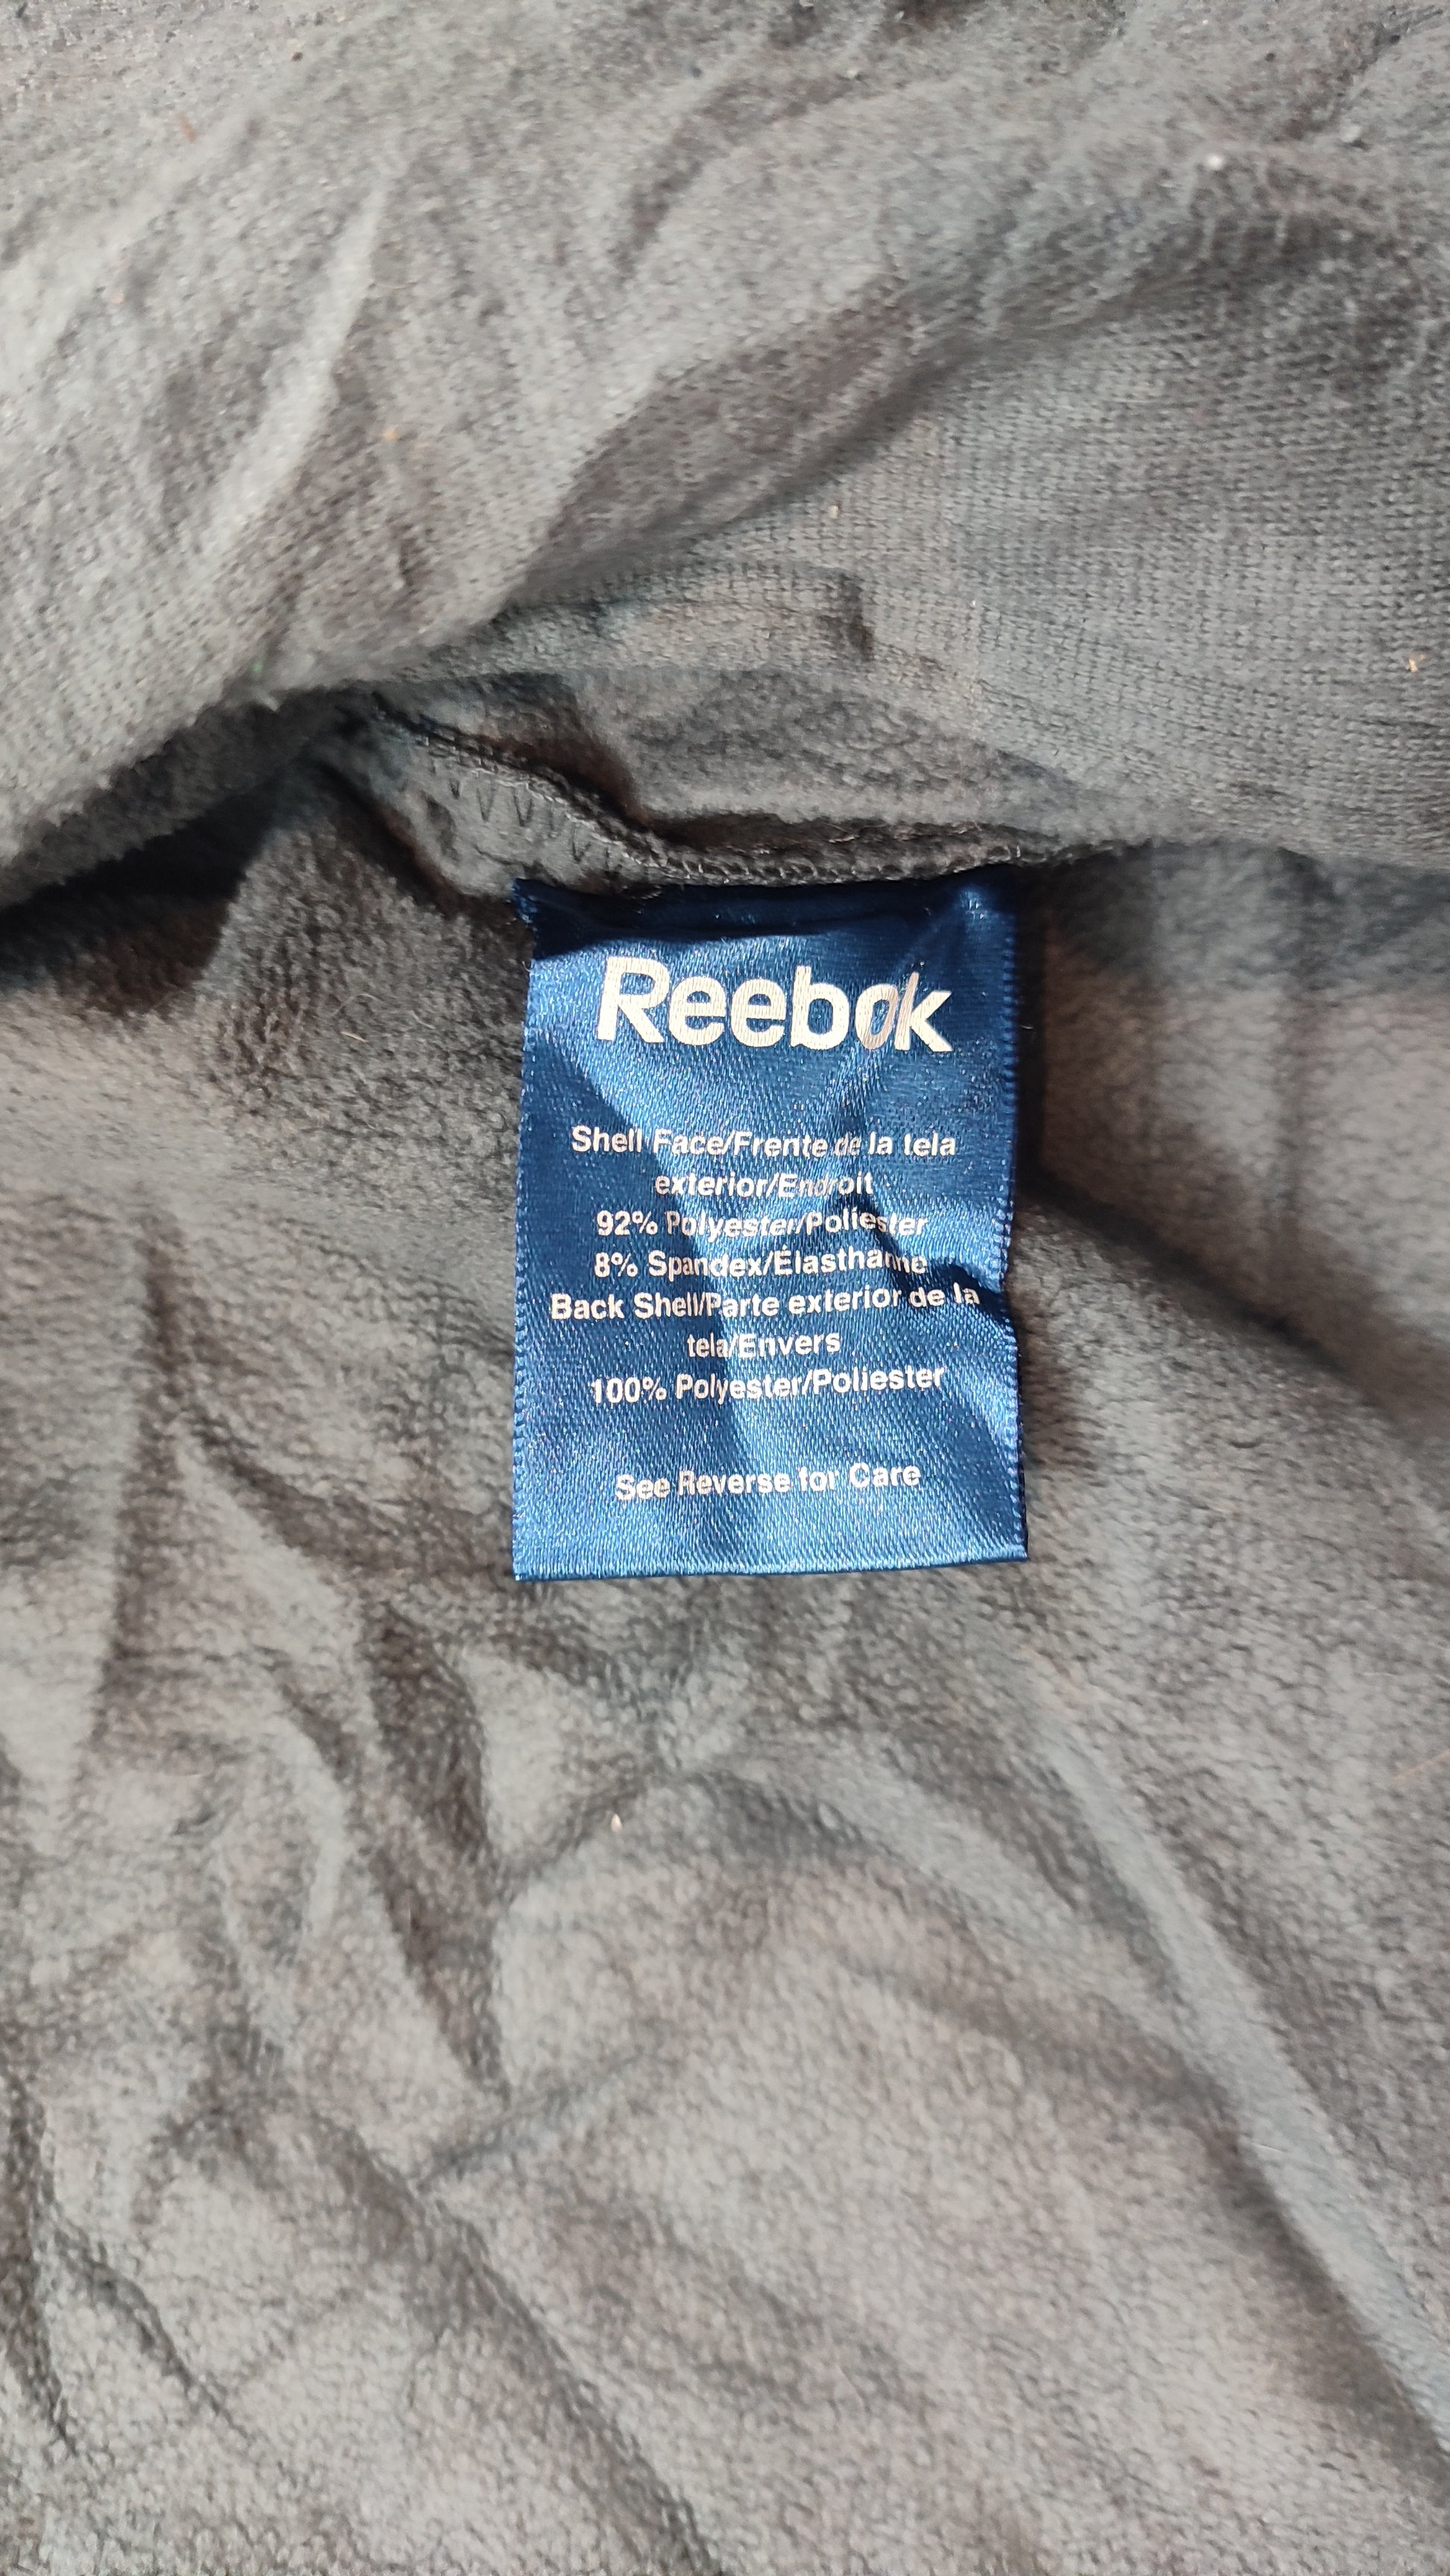 Reebok
Shell Face/Frente de la tela
exterior/Endroit
92% Polyester/Poliester
8% Spandex/Élasthanne
Back Shell/Parte exterior de la
tela/Envers
100% Polyester/Poliester
See Reverse for Care